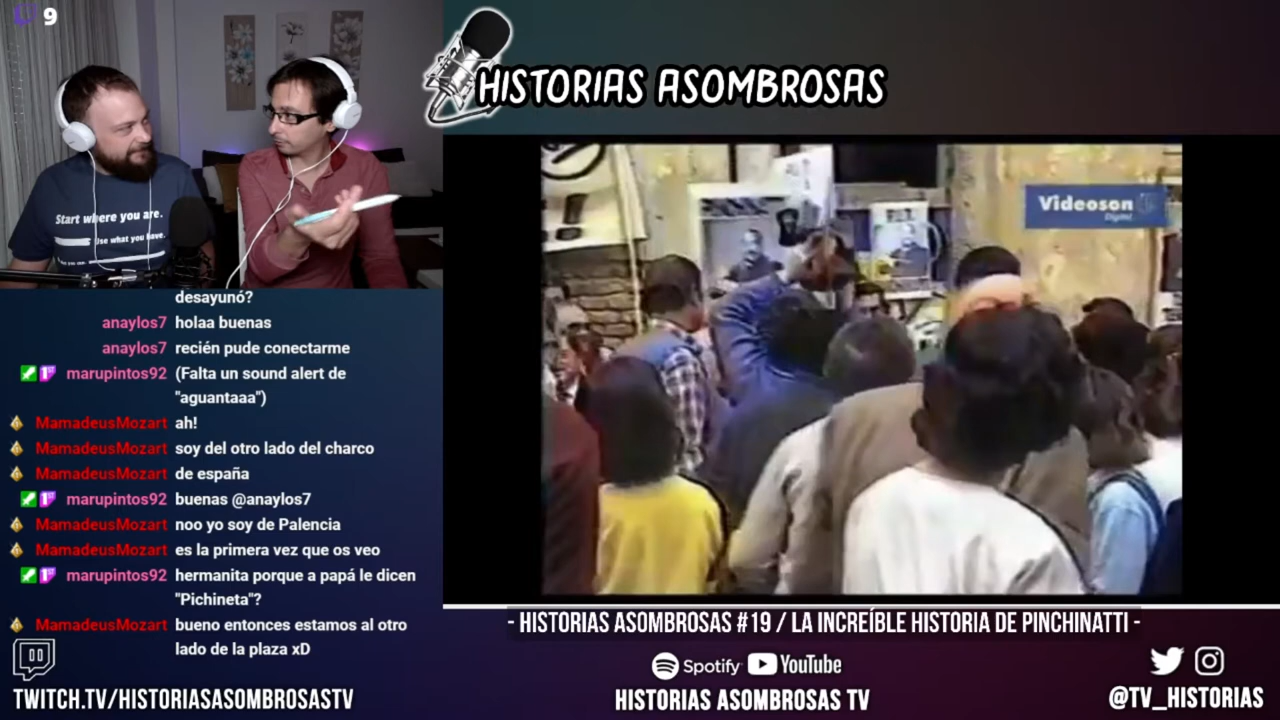 9
HISTORIAS ASOMBROSAS
Videoson
Digital
Start where you are.
Use what you have.
desayunó?
anaylos7 holaa buenas
anaylos7 recién pude conectarme
marupintos92 (Falta un sound alert de
"aguantaaa")
MamadeusMozart ah!
MamadeusMozart soy del otro lado del charco
MamadeusMozart de españa
marupintos92 buenas @anaylos7
MamadeusMozart noo yo soy de Palencia
MamadeusMozart es la primera vez que os veo
marupintos92 hermanita porque a papá le dicen
"Pichineta"?
MamadeusMozart bueno entonces estamos al otro
lado de la plaza xD
TWITCH.TV/HISTORIASASOMBROSASTV
- HISTORIAS ASOMBROSAS #19 / LA INCREÍBLE HISTORIA DE PINCHINATTI -
Spotify YouTube
HISTORIAS ASOMBROSAS TV
@TV_HISTORIAS